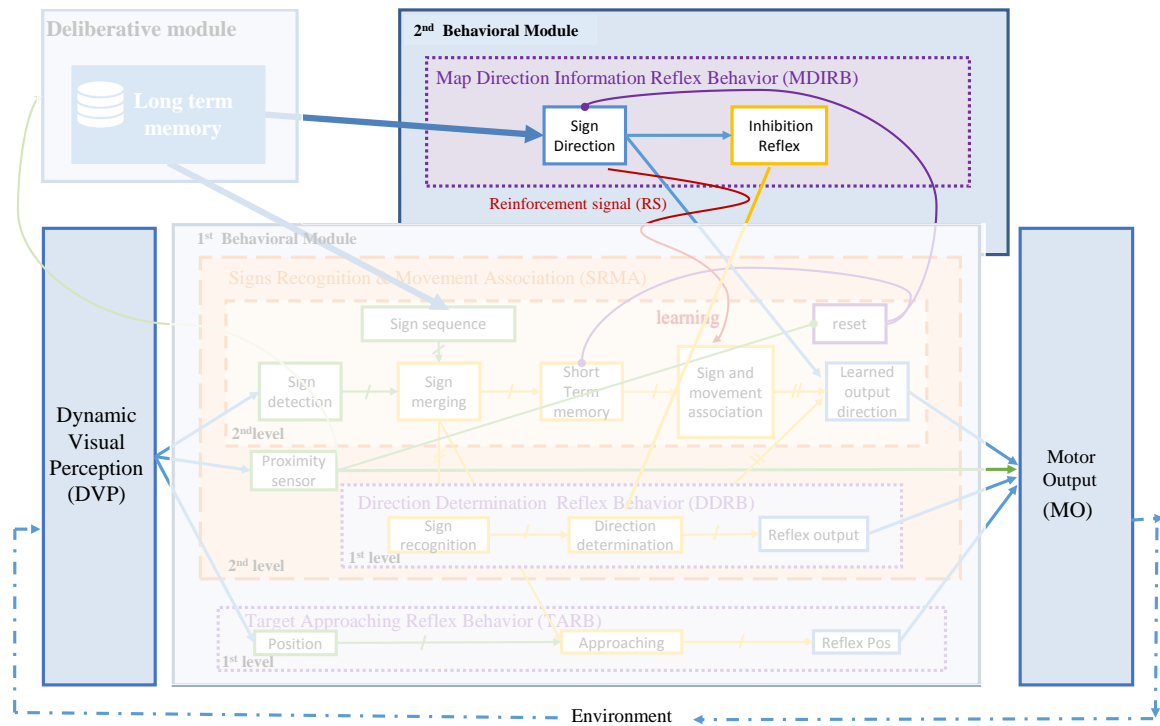 Deliberative module
Long term
memory
2nd Behavioral Module
Map Direction Information Reflex Behavior (MDIRB)
Sign
Direction
Inhibition
Reflex
Reinforcement signal (RS)
1st Behavioral Module
Signs Recognition & Movement Association (SRMA)
Sign sequence
learning
reset
Sign
detection
Sign
merging
Short
Term
memory
Sign and
movement
association
Learned
output
direction
2nd level
Proximity
sensor
Direction Determination Reflex Behavior (DDRB)
Sign
recognition
Direction
determination
Reflex output
1st level
2nd level
Target Approaching Reflex Behavior (TARB)
Position
Approaching
Reflex Pos
1st level
Dynamic
Visual
Perception
(DVP)
Motor
Output
(MO)
Environment